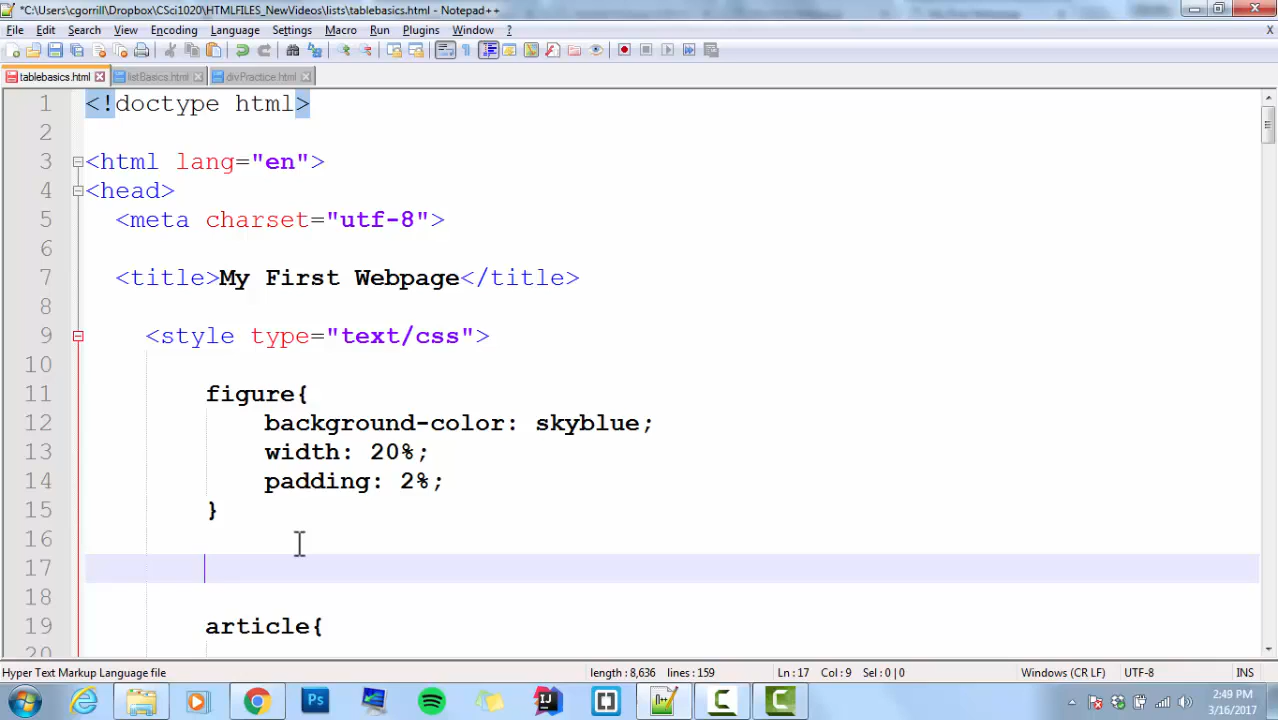 *C:\Users\cgorrill\Dropbox\CSci1020\HTMLFILES_NewVideos\lists\tablebasics.html - Notepad++
File Edit Search View Encoding Language Settings Macro Run Plugins Window ? X
tablebasics.html listBasics.html divPractice.html
1 <!doctype html>
2
3 <html lang="en">
4 <head>
5 <meta charset="utf-8">
6
7 <title>My First Webpage</title>
8
9 <style type="text/css">
10
11 figure{
12 background-color: skyblue;
13 width: 20%;
14 padding: 2%;
15 }
16
17
18
19 article{
20
Hyper Text Markup Language file length : 8,636 lines : 159 Ln : 17 Col : 9 Sel : 0 | 0 Windows (CR LF) UTF-8 INS
Ps IJ 2:49 PM
3/16/2017